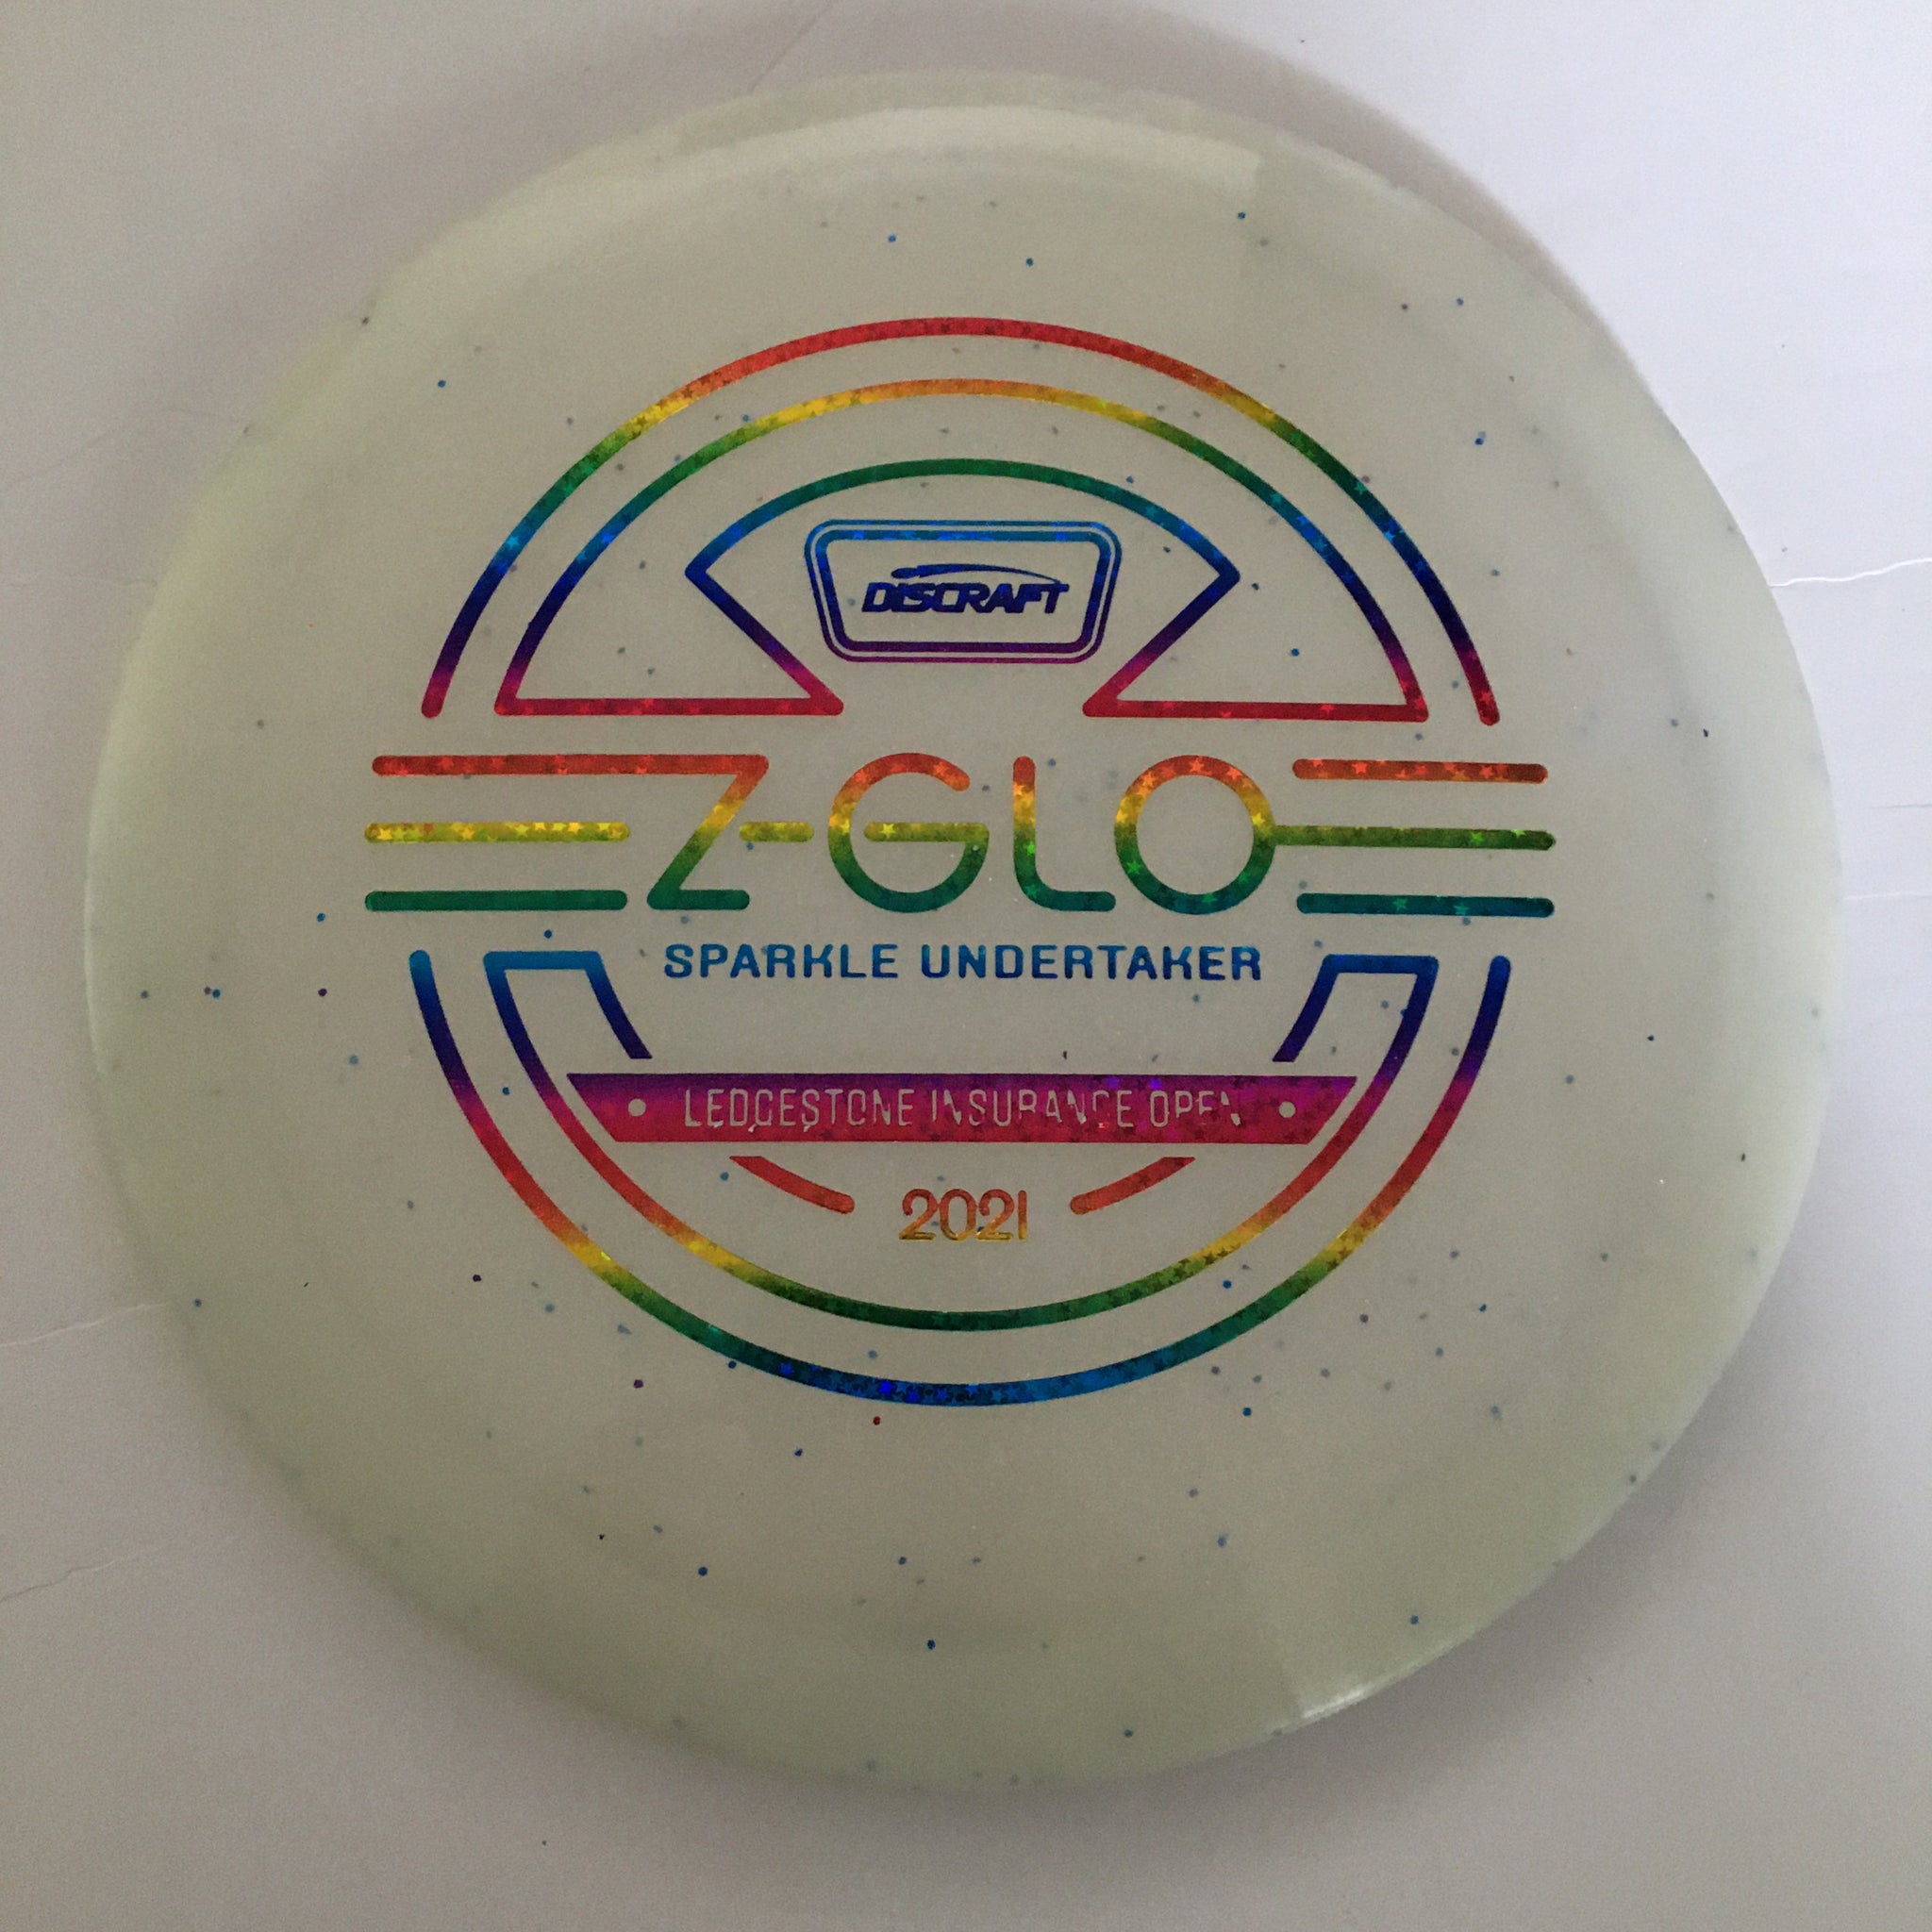 DISCRAFT
Z-GLO
SPARKLE UNDERTAKER
LEDGESTONE INSURANCE OPEN
2021